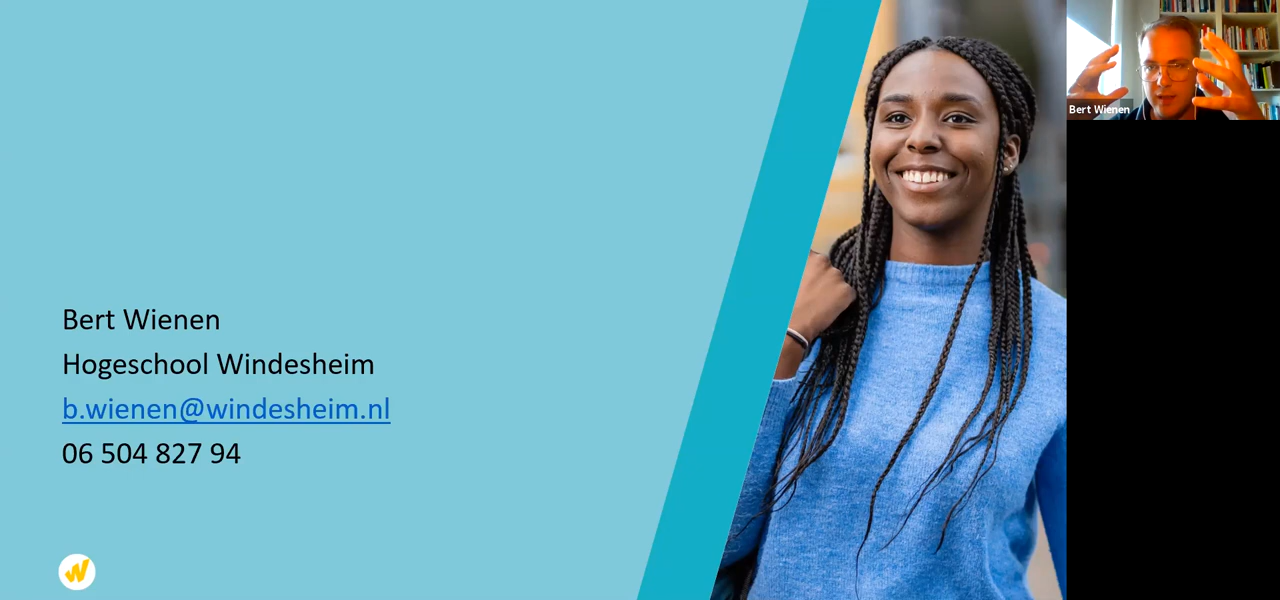 Bert Wienen
Bert Wienen
Hogeschool Windesheim
b.wienen@windesheim.nl
06 504 827 94